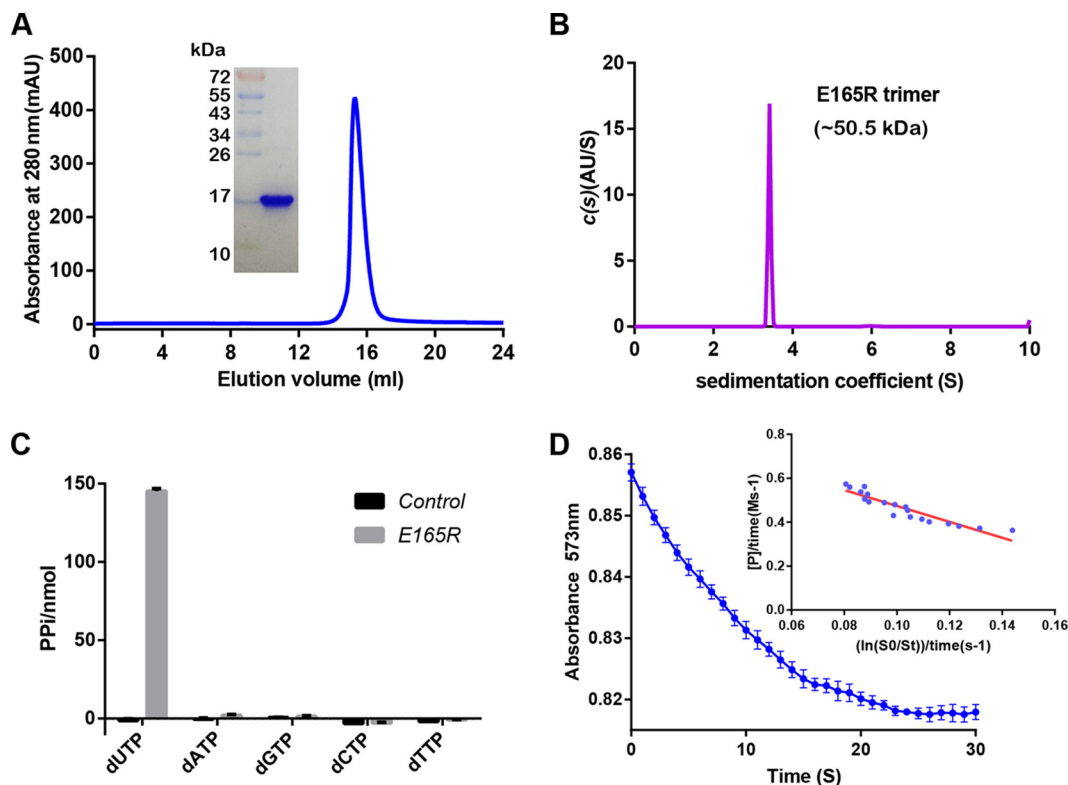 A
kDa
72
55
43
34
26
17
10
500
400
300
200
100
0
Absorbance at 280 nm(mAU)
0 4 8 12 16 20 24
Elution volume (ml)
B
20
15
10
5
0
c(s)(AU/S)
E165R trimer
(~50.5 kDa)
0 2 4 6 8 10
sedimentation coefficient (S)
C
150
100
50
0
PPi/nmol
Control
E165R
dUTP dATP dGTP dCTP dTTP
D
0.86
0.85
0.84
0.83
0.82
Absorbance 573nm
0 10 20 30
Time (S)
0.8
0.6
0.4
0.2
0.0
[P]/time(Ms-1)
0.06 0.08 0.10 0.12 0.14 0.16
(ln(S0/St))/time(s-1)